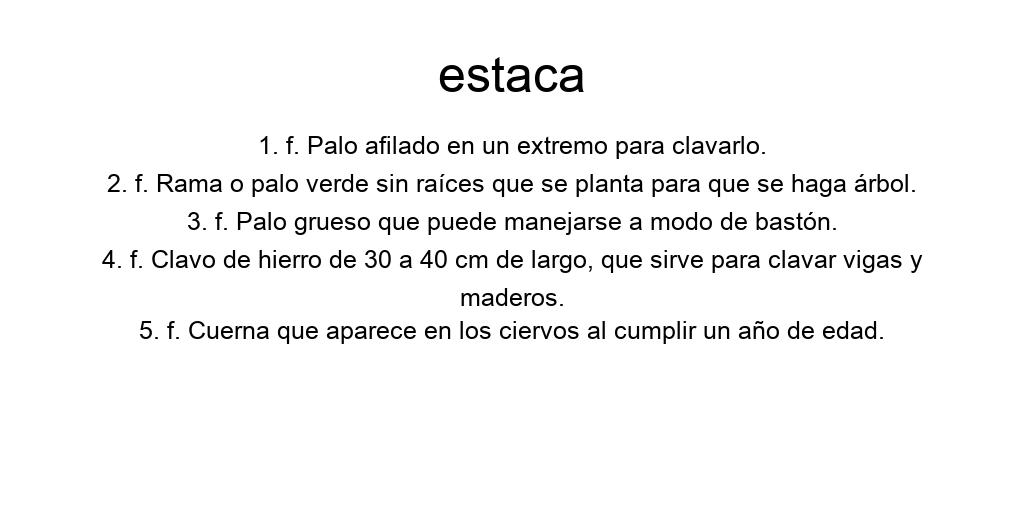 estaca
1. f. Palo afilado en un extremo para clavarlo.
2. f. Rama o palo verde sin raíces que se planta para que se haga árbol.
3. f. Palo grueso que puede manejarse a modo de bastón.
4. f. Clavo de hierro de 30 a 40 cm de largo, que sirve para clavar vigas y
maderos.
5. f. Cuerna que aparece en los ciervos al cumplir un año de edad.